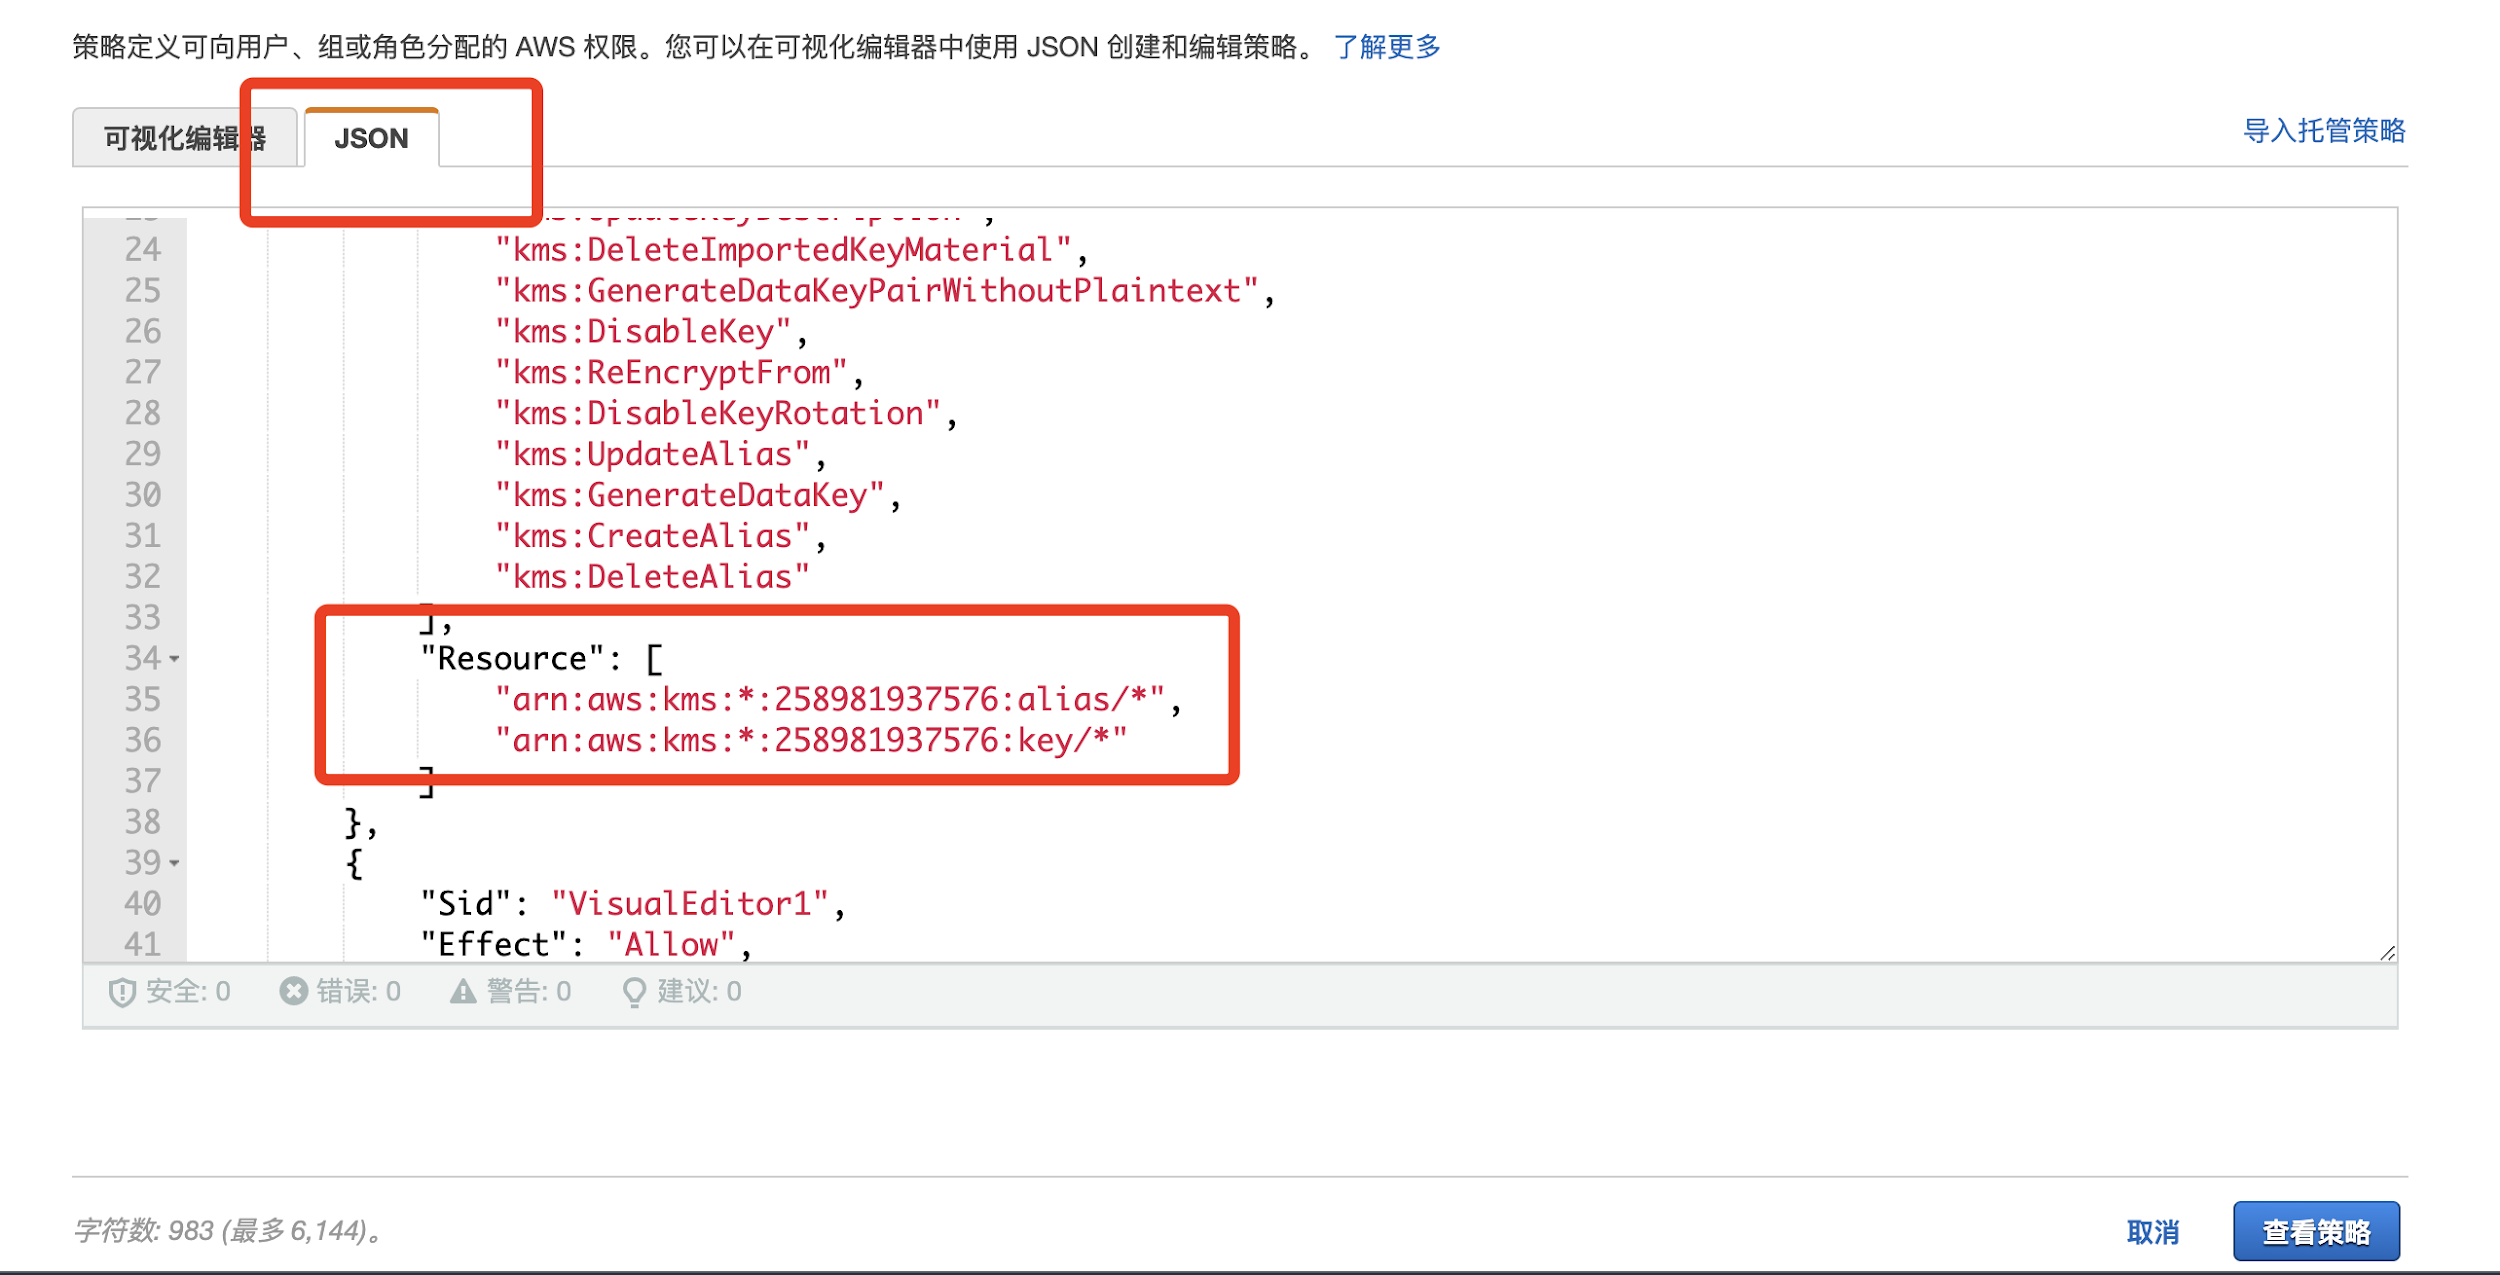 策略定义可向用户、组或角色分配的 AWS 权限。您可以在可视化编辑器中使用 JSON 创建和编辑策略。 了解更多
可视化编辑器 JSON 导入托管策略
24 "kms:DeleteImportedKeyMaterial",
25 "kms:GenerateDataKeyPairWithoutPlaintext",
26 "kms:DisableKey",
27 "kms:ReEncryptFrom",
28 "kms:DisableKeyRotation",
29 "kms:UpdateAlias",
30 "kms:GenerateDataKey",
31 "kms:CreateAlias",
32 "kms:DeleteAlias"
33 ],
34 "Resource": [
35 "arn:aws:kms:*:258981937576:alias/*",
36 "arn:aws:kms:*:258981937576:key/*"
37 ]
38 },
39 {
40 "Sid": "VisualEditor1",
41 "Effect": "Allow",
安全: 0 错误: 0 警告: 0 建议: 0
字符数: 983 (最多 6,144)。 取消 查看策略